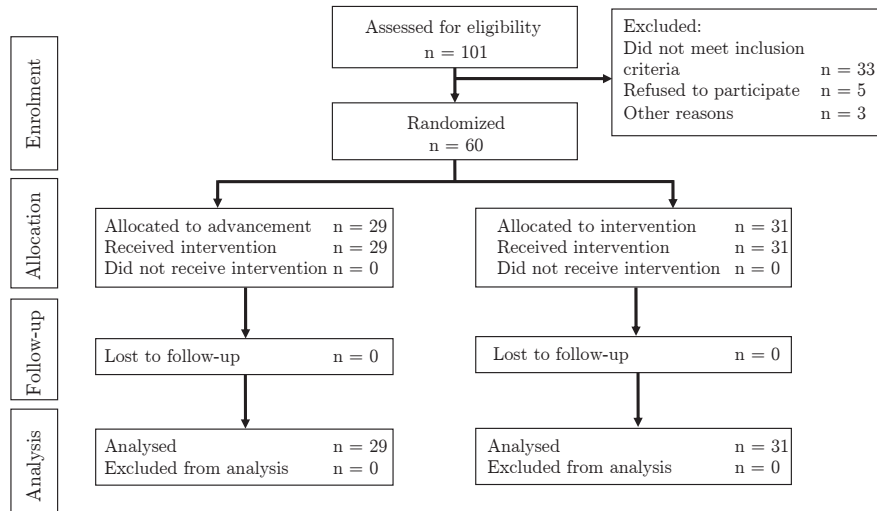 Enrolment
Assessed for eligibility
n = 101
Excluded:
Did not meet inclusion
criteria n = 33
Refused to participate n = 5
Other reasons n = 3
Randomized
n = 60
Allocation
Allocated to advancement n = 29
Received intervention n = 29
Did not receive intervention n = 0
Allocated to intervention n = 31
Received intervention n = 31
Did not receive intervention n = 0
Follow-up
Lost to follow-up n = 0
Lost to follow-up n = 0
Analysis
Analysed n = 29
Excluded from analysis n = 0
Analysed n = 31
Excluded from analysis n = 0